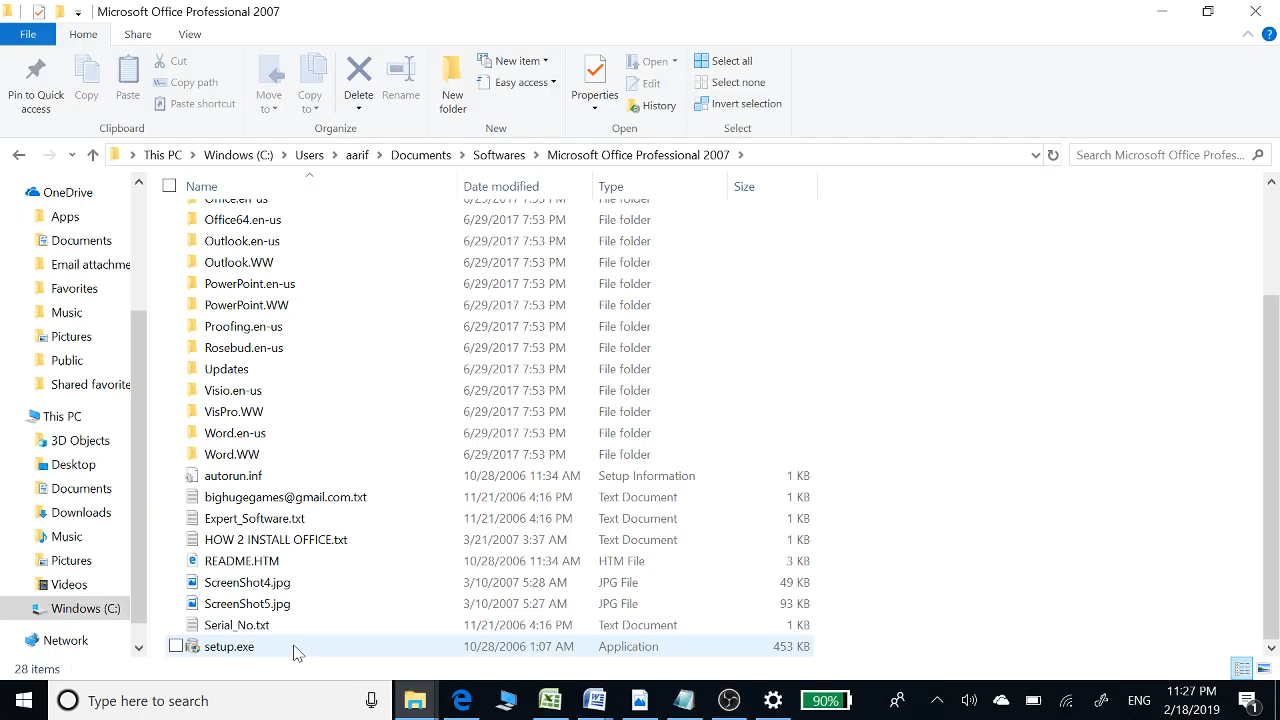 Microsoft Office Professional 2007
File Home Share View
Pin to Quick access
Copy
Paste
Cut
Copy path
Paste shortcut
Clipboard
Move to
Copy to
Delete
Rename
Organize
New folder
New item
Easy access
New
Properties
Open
Edit
History
Open
Select all
Select none
Invert selection
Select
This PC Windows (C:) Users aarif Documents Softwares Microsoft Office Professional 2007
Search Microsoft Office Profes...
OneDrive
Apps
Documents
Email attachme
Favorites
Music
Pictures
Public
Shared favorite
This PC
3D Objects
Desktop
Documents
Downloads
Music
Pictures
Videos
Windows (C:)
Network
Name Date modified Type Size
Office.en-us 6/29/2017 7:53 PM File folder
Office64.en-us 6/29/2017 7:53 PM File folder
Outlook.en-us 6/29/2017 7:53 PM File folder
Outlook.WW 6/29/2017 7:53 PM File folder
PowerPoint.en-us 6/29/2017 7:53 PM File folder
PowerPoint.WW 6/29/2017 7:53 PM File folder
Proofing.en-us 6/29/2017 7:53 PM File folder
Rosebud.en-us 6/29/2017 7:53 PM File folder
Updates 6/29/2017 7:53 PM File folder
Visio.en-us 6/29/2017 7:53 PM File folder
VisPro.WW 6/29/2017 7:53 PM File folder
Word.en-us 6/29/2017 7:53 PM File folder
Word.WW 6/29/2017 7:53 PM File folder
autorun.inf 10/28/2006 11:34 AM Setup Information 1 KB
bighugegames@gmail.com.txt 11/21/2006 4:16 PM Text Document 1 KB
Expert_Software.txt 11/21/2006 4:16 PM Text Document 1 KB
HOW 2 INSTALL OFFICE.txt 3/21/2007 3:37 AM Text Document 1 KB
README.HTM 10/28/2006 11:34 AM HTM File 3 KB
ScreenShot4.jpg 3/10/2007 5:28 AM JPG File 49 KB
ScreenShot5.jpg 3/10/2007 5:27 AM JPG File 93 KB
Serial_No.txt 11/21/2006 4:16 PM Text Document 1 KB
setup.exe 10/28/2006 1:07 AM Application 453 KB
28 items
Type here to search
90%
ENG
11:27 PM
2/18/2019
1